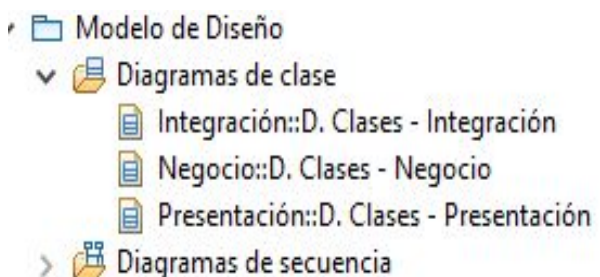 Modelo de Diseño
Diagramas de clase
Integración::D. Clases - Integración
Negocio::D. Clases - Negocio
Presentación::D. Clases - Presentación
Diagramas de secuencia